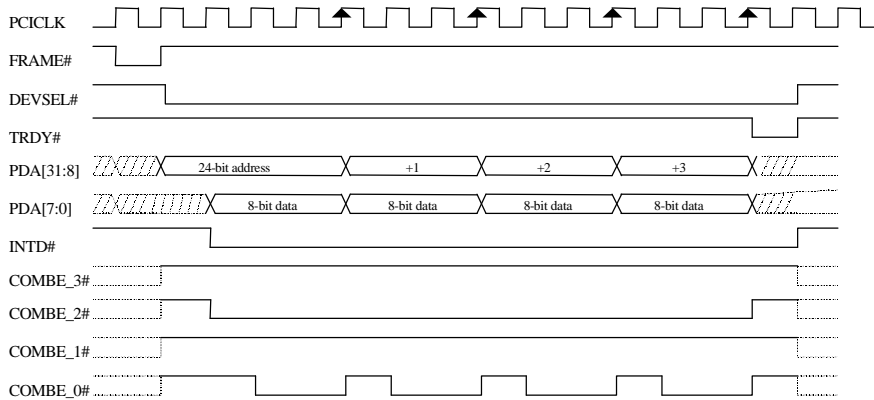 PCICLK
FRAME#
DEVSEL#
TRDY#
PDA[31:8] 24-bit address +1 +2 +3
PDA[7:0] 8-bit data 8-bit data 8-bit data 8-bit data
INTD#
COMBE_3#
COMBE_2#
COMBE_1#
COMBE_0#